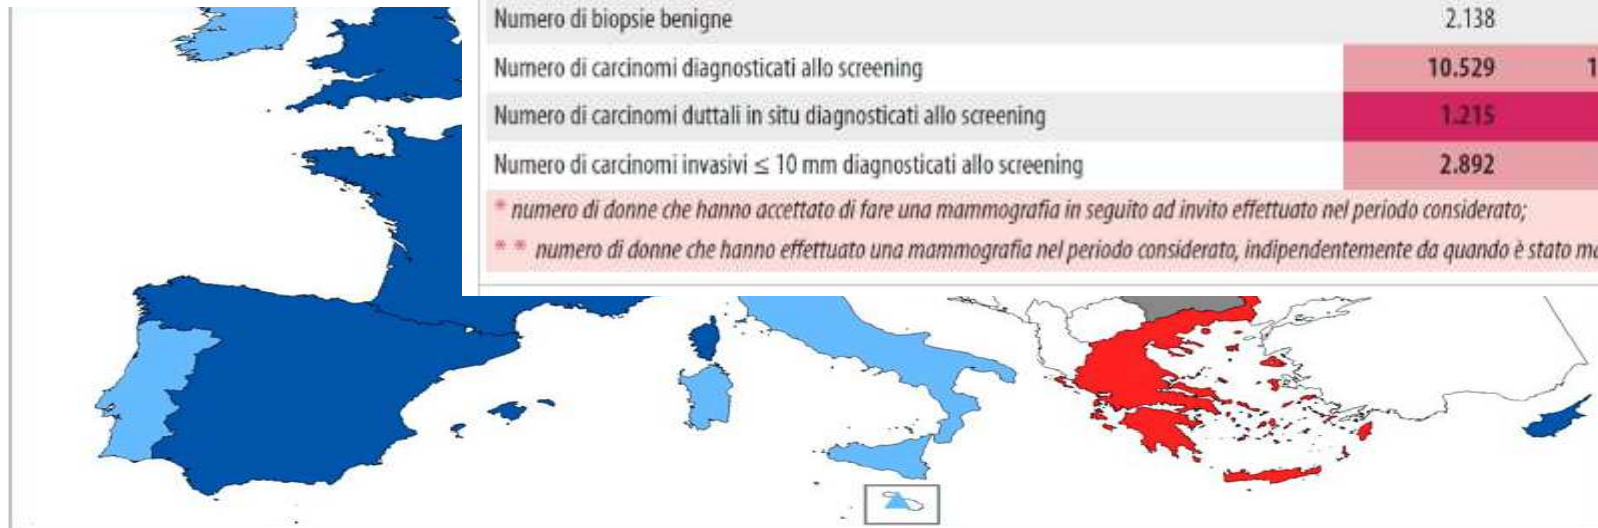 Numero di biopsie benigne 2.138
Numero di carcinomi diagnosticati allo screening 10.529 1
Numero di carcinomi duttali in situ diagnosticati allo screening 1.215
Numero di carcinomi invasivi ≤ 10 mm diagnosticati allo screening 2.892
* numero di donne che hanno accettato di fare una mammografia in seguito ad invito effettuato nel periodo considerato;
* * numero di donne che hanno effettuato una mammografia nel periodo considerato, indipendentemente da quando è stato